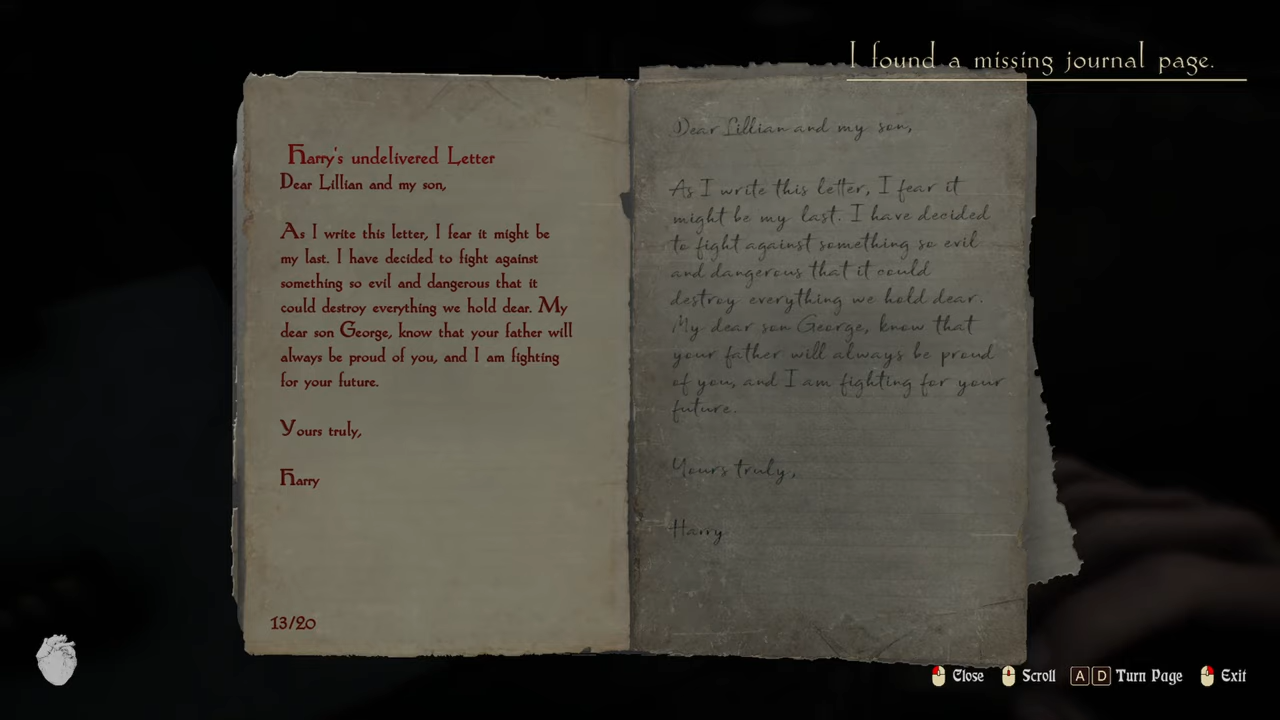 I found a missing journal page.
Harry's undelivered Letter
Dear Lillian and my son,
As I write this letter, I fear it might be
my last. I have decided to fight against
something so evil and dangerous that it
could destroy everything we hold dear. My
dear son George, know that your father will
always be proud of you, and I am fighting
for your future.
Yours truly,
Harry
13/20
Dear Lillian and my son,
As I write this letter, I fear it
might be my last. I have decided
to fight against something so evil
and dangerous that it could
destroy everything we hold dear.
My dear son George, know that
your father will always be proud
of you, and I am fighting for your
future.
Yours truly,
Harry
Close Scroll A D Turn Page Exit